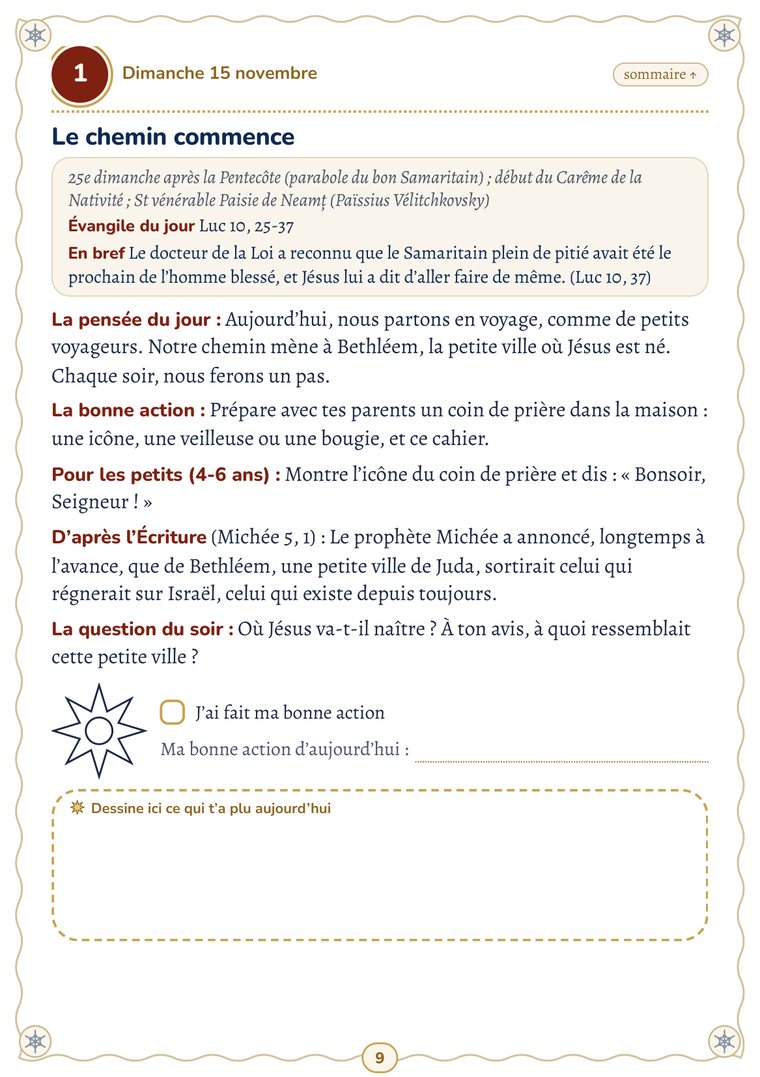 1
Dimanche 15 novembre
sommaire ↑
Le chemin commence
25e dimanche après la Pentecôte (parabole du bon Samaritain) ; début du Carême de la
Nativité ; St vénérable Paisie de Neamț (Païssius Vélitchkovsky)
Évangile du jour Luc 10, 25-37
En bref Le docteur de la Loi a reconnu que le Samaritain plein de pitié avait été le
prochain de l’homme blessé, et Jésus lui a dit d’aller faire de même. (Luc 10, 37)
La pensée du jour : Aujourd’hui, nous partons en voyage, comme de petits
voyageurs. Notre chemin mène à Bethléem, la petite ville où Jésus est né.
Chaque soir, nous ferons un pas.
La bonne action : Prépare avec tes parents un coin de prière dans la maison :
une icône, une veilleuse ou une bougie, et ce cahier.
Pour les petits (4-6 ans) : Montre l’icône du coin de prière et dis : « Bonsoir,
Seigneur ! »
D’après l’Écriture (Michée 5, 1) : Le prophète Michée a annoncé, longtemps à
l’avance, que de Bethléem, une petite ville de Juda, sortirait celui qui
régnerait sur Israël, celui qui existe depuis toujours.
La question du soir : Où Jésus va-t-il naître ? À ton avis, à quoi ressemblait
cette petite ville ?
J’ai fait ma bonne action
Ma bonne action d’aujourd’hui :
Dessine ici ce qui t’a plu aujourd’hui
9